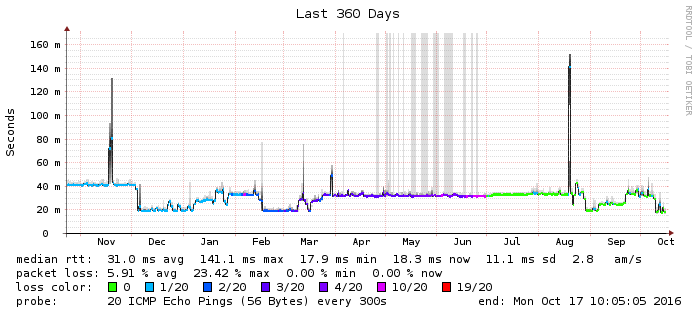 Last 360 Days
RRDTOOL / TOBI OETIKER
Seconds
160 m
140 m
120 m
100 m
80 m
60 m
40 m
20 m
0
Nov Dec Jan Feb Mar Apr May Jun Jul Aug Sep Oct
median rtt: 31.0 ms avg 141.1 ms max 17.9 ms min 18.3 ms now 11.1 ms sd 2.8 am/s
packet loss: 5.91 % avg 23.42 % max 0.00 % min 0.00 % now
loss color: 0 1/20 2/20 3/20 4/20 10/20 19/20
probe: 20 ICMP Echo Pings (56 Bytes) every 300s end: Mon Oct 17 10:05:05 2016